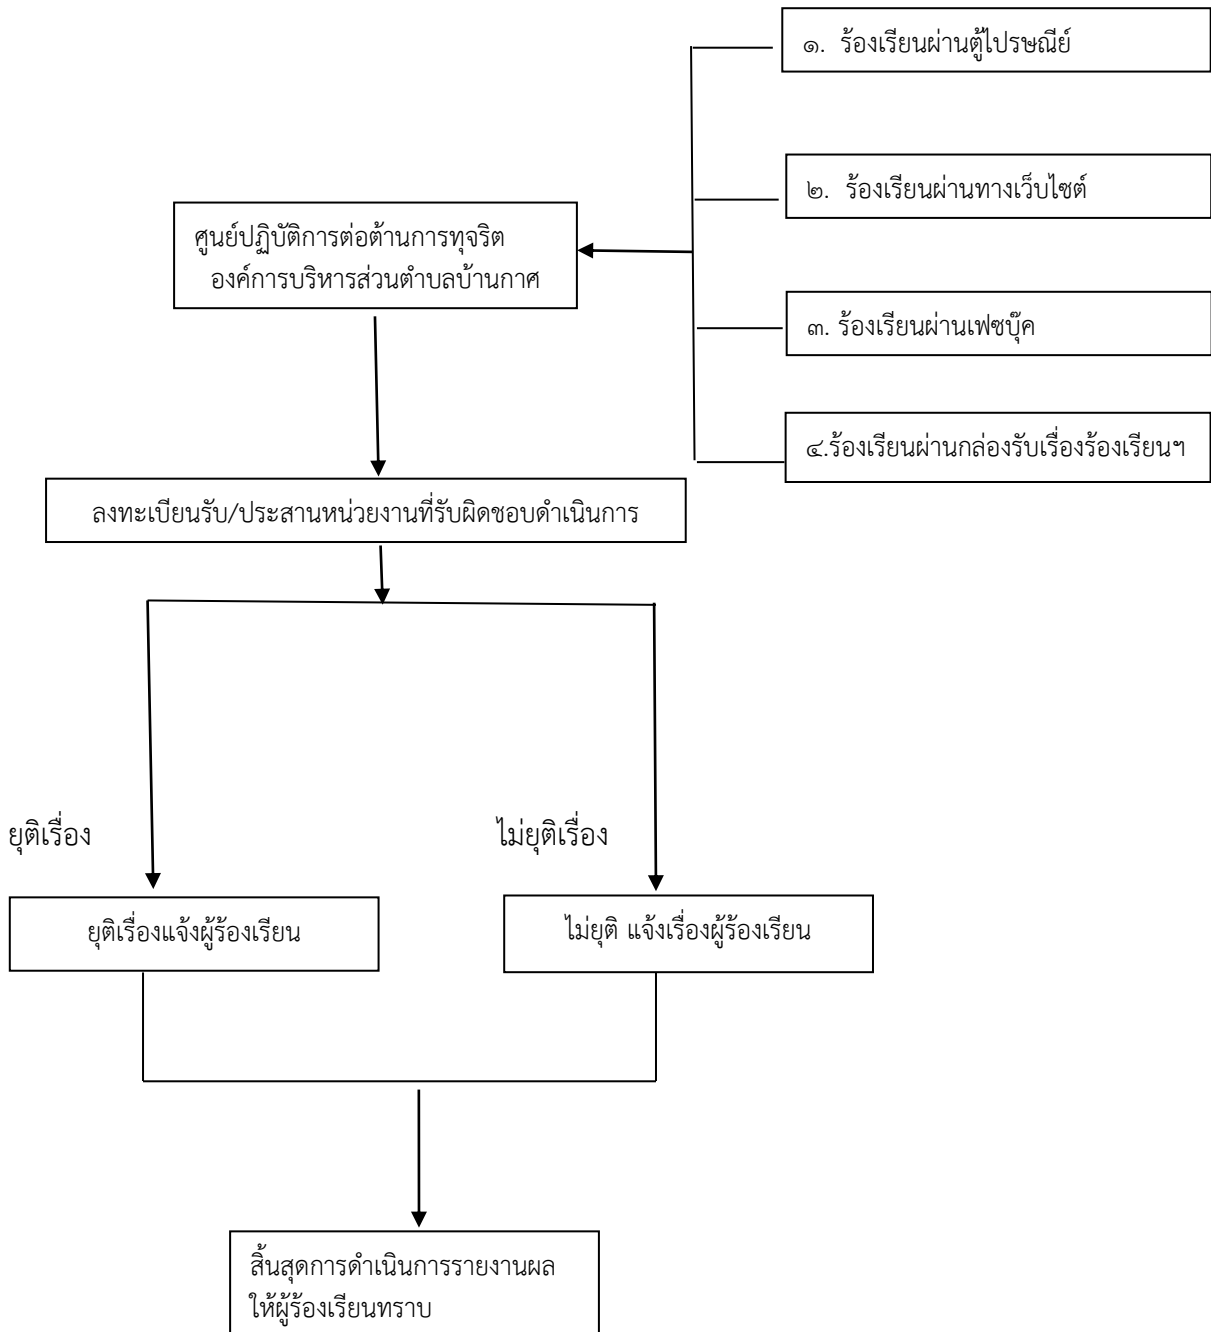 ๑. ร้องเรียนผ่านตู้ไปรษณีย์
๒. ร้องเรียนผ่านทางเว็บไซต์
ศูนย์ปฏิบัติการต่อต้านการทุจริต
องค์การบริหารส่วนตำบลบ้านกาศ
๓. ร้องเรียนผ่านเฟซบุ๊ค
๔.ร้องเรียนผ่านกล่องรับเรื่องร้องเรียนฯ
ลงทะเบียนรับ/ประสานหน่วยงานที่รับผิดชอบดำเนินการ
ยุติเรื่อง
ไม่ยุติเรื่อง
ยุติเรื่องแจ้งผู้ร้องเรียน
ไม่ยุติ แจ้งเรื่องผู้ร้องเรียน
สิ้นสุดการดำเนินการรายงานผล
ให้ผู้ร้องเรียนทราบ